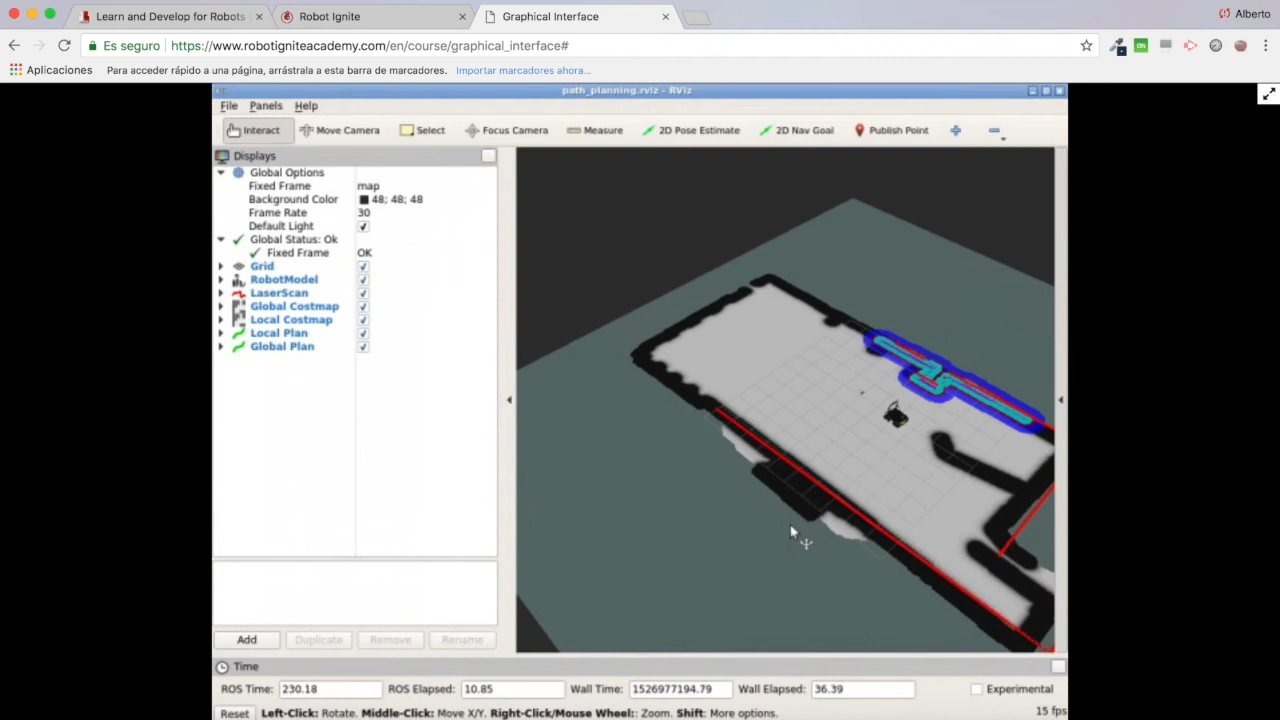 Learn and Develop for Robots
Robot Ignite
Graphical Interface
Alberto
Es seguro
https://www.robotigniteacademy.com/en/course/graphical_interface#
ON
Aplicaciones
Para acceder rápido a una página, arrástrala a esta barra de marcadores.
Importar marcadores ahora...
path_planning.rviz - RViz
File Panels Help
Interact Move Camera Select Focus Camera Measure 2D Pose Estimate 2D Nav Goal Publish Point
Displays
Global Options
Fixed Frame map
Background Color 48; 48; 48
Frame Rate 30
Default Light
Global Status: Ok
Fixed Frame OK
Grid
RobotModel
LaserScan
Global Costmap
Local Costmap
Local Plan
Global Plan
Add Duplicate Remove Rename
Time
ROS Time: 230.18 ROS Elapsed: 10.85 Wall Time: 1526977194.79 Wall Elapsed: 36.39 Experimental
Reset Left-Click: Rotate. Middle-Click: Move X/Y. Right-Click/Mouse Wheel:: Zoom. Shift: More options. 15 fps